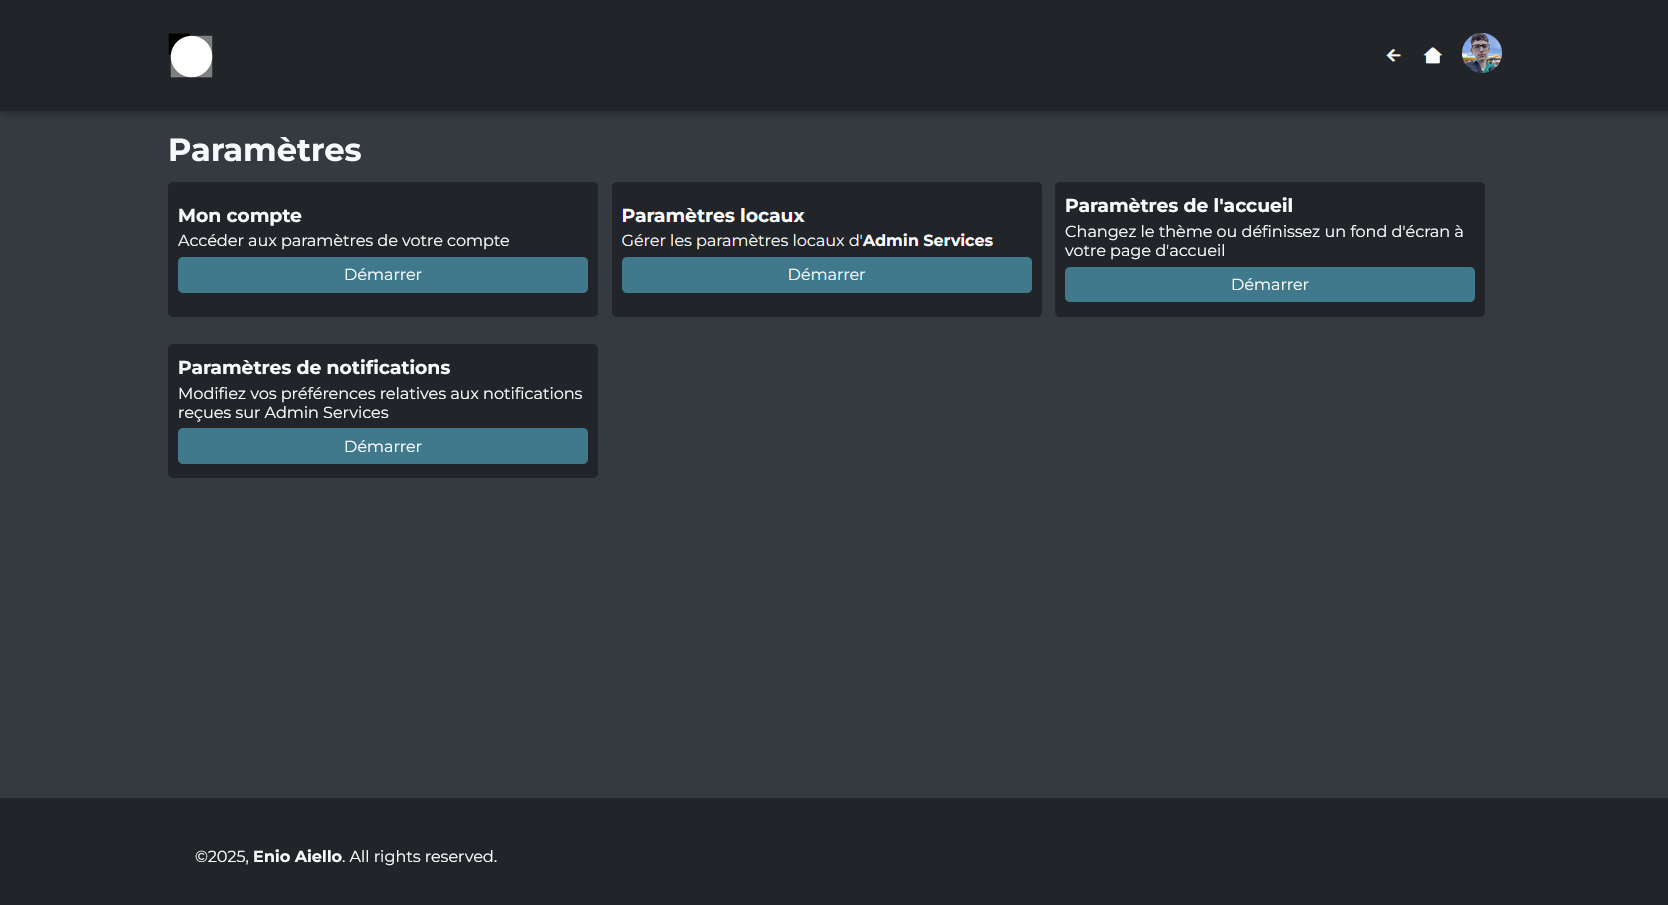 Paramètres
Mon compte
Accéder aux paramètres de votre compte
Démarrer
Paramètres locaux
Gérer les paramètres locaux d'Admin Services
Démarrer
Paramètres de l'accueil
Changez le thème ou définissez un fond d'écran à
votre page d'accueil
Démarrer
Paramètres de notifications
Modifiez vos préférences relatives aux notifications
reçues sur Admin Services
Démarrer
©2025, Enio Aiello. All rights reserved.